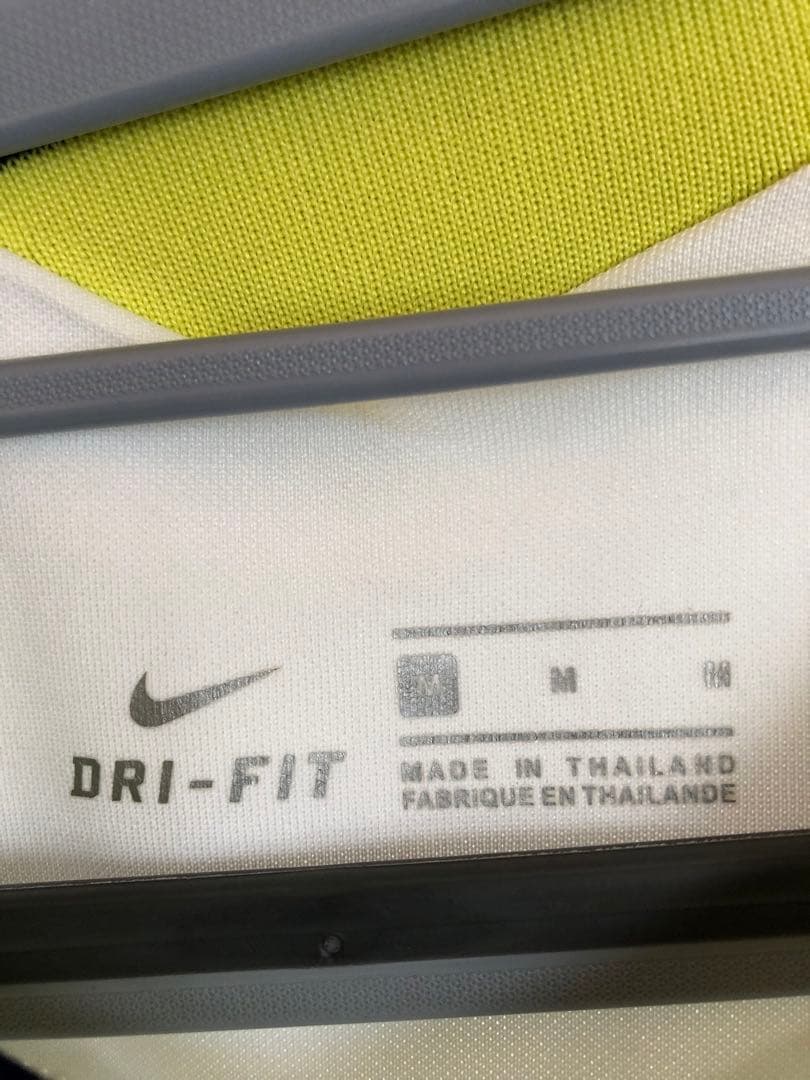 M M M
DRI-FIT
MADE IN THAILAND
FABRIQUE EN THAILANDE